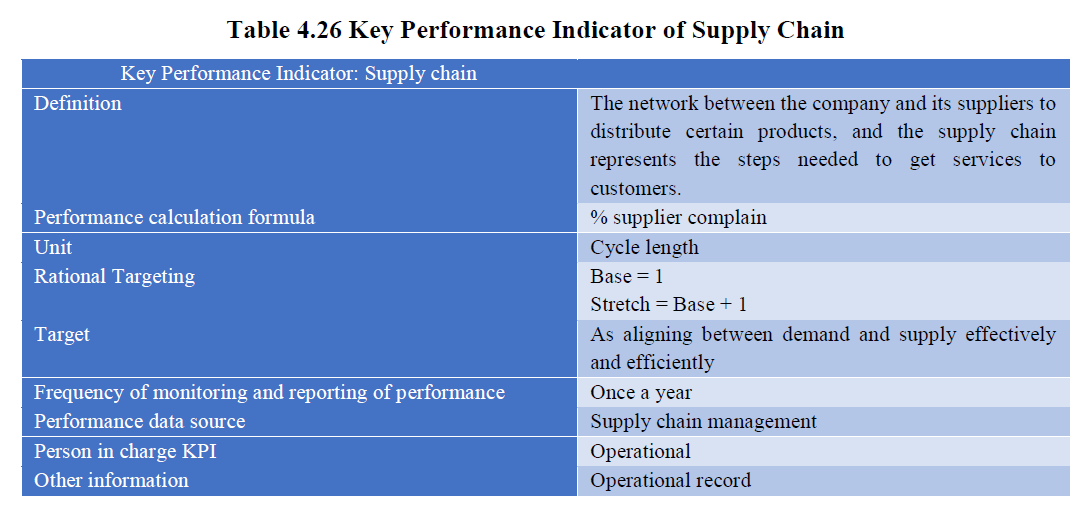 Table 4.26 Key Performance Indicator of Supply Chain
Key Performance Indicator: Supply chain
Definition
The network between the company and its suppliers to
distribute certain products, and the supply chain
represents the steps needed to get services to
customers.
Performance calculation formula
% supplier complain
Unit
Cycle length
Rational Targeting
Base = 1
Stretch = Base + 1
Target
As aligning between demand and supply effectively
and efficiently
Frequency of monitoring and reporting of performance
Once a year
Performance data source
Supply chain management
Person in charge KPI
Operational
Other information
Operational record